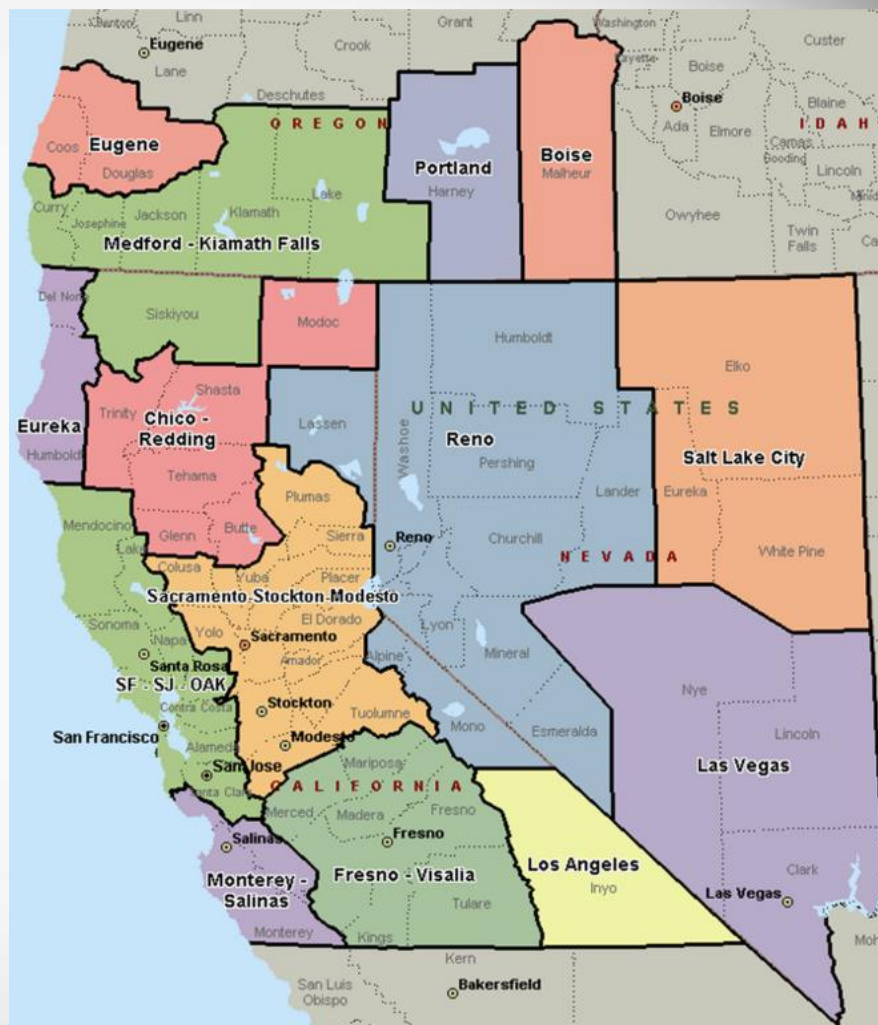 Linn
Grant
Washington
Benton
Eugene
Crook
Custer
Payette
Lane
Boise
Deschutes
Boise
Blaine
OREGON
IDAH
Ada
Elmore
Camas
Coos
Eugene
Portland
Boise
Gooding
Douglas
Harney
Malheur
Lincoln
Lake
Curry
Jackson
Klamath
Owyhee
Josephine
Twin
Falls
Ca
Medford - Kiamath Falls
Del Norte
Siskiyou
Modoc
Humboldt
Elko
Shasta
Trinity
UNITED STATES
Chico -
Redding
Lassen
Eureka
Washoe
Reno
Salt Lake City
Humboldt
Pershing
Tehama
Lander
Eureka
Plumas
Mendocino
Glenn
Butte
Sierra
Reno
Churchill
White Pine
Lake
NEVADA
Colusa
Yuba
Placer
Sacramento-Stockton-Modesto
El Dorado
Sonoma
Napa
Yolo
Sacramento
Lyon
Santa Rosa
Amador
Alpine
Mineral
SF - SJ - OAK
Nye
Contra Costa
Stockton
Tuolumne
Mono
Esmeralda
Lincoln
San Francisco
Alameda
Modesto
Mariposa
Las Vegas
San Jose
Santa Clara
CALIFORNIA
Merced
Madera
Fresno
Salinas
Fresno
Los Angeles
Clark
Monterey -
Salinas
Fresno - Visalia
Inyo
Las Vegas
Tulare
Monterey
Kings
Moh
Kern
San Luis
Obispo
Bakersfield